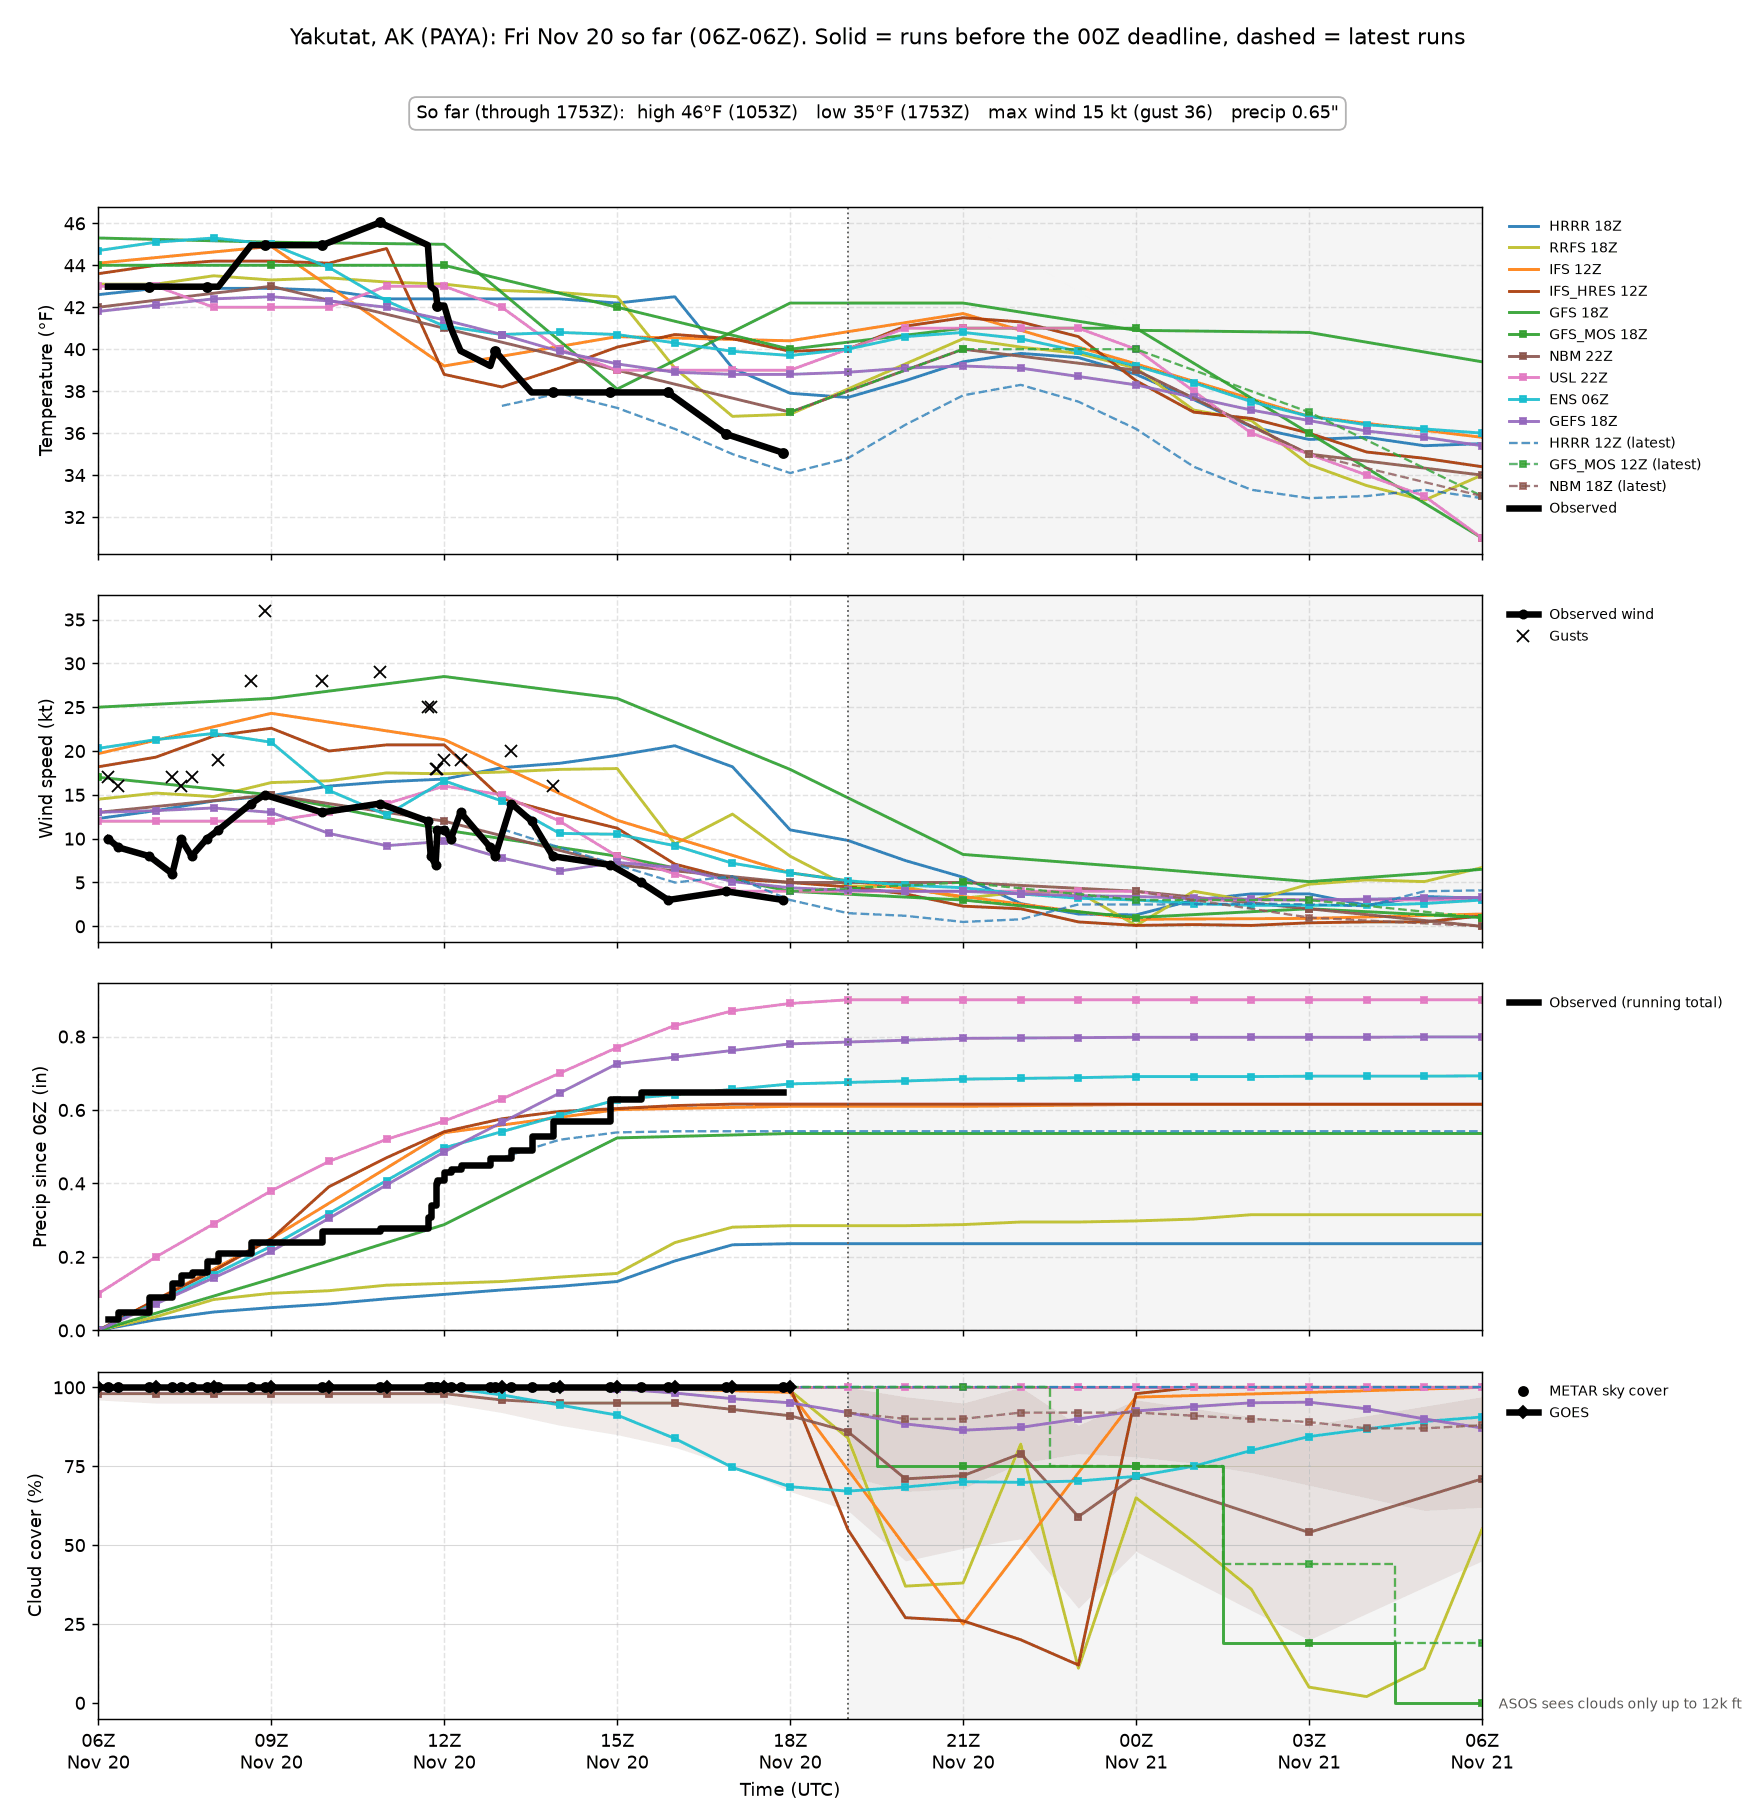 Yakutat, AK (PAYA): Fri Nov 20 so far (06Z-06Z). Solid = runs before the 00Z deadline, dashed = latest runs
So far (through 1753Z):  high 46°F (1053Z)   low 35°F (1753Z)   max wind 15 kt (gust 36)   precip 0.65"
Temperature (°F)
46
44
42
40
38
36
34
32
HRRR 18Z
RRFS 18Z
IFS 12Z
IFS_HRES 12Z
GFS 18Z
GFS_MOS 18Z
NBM 22Z
USL 22Z
ENS 06Z
GEFS 18Z
HRRR 12Z (latest)
GFS_MOS 12Z (latest)
NBM 18Z (latest)
Observed
Wind speed (kt)
35
30
25
20
15
10
5
0
Observed wind
Gusts
Precip since 06Z (in)
0.8
0.6
0.4
0.2
0.0
Observed (running total)
Cloud cover (%)
100
75
50
25
0
METAR sky cover
GOES
ASOS sees clouds only up to 12k ft
06Z
Nov 20
09Z
Nov 20
12Z
Nov 20
15Z
Nov 20
18Z
Nov 20
21Z
Nov 20
00Z
Nov 21
03Z
Nov 21
06Z
Nov 21
Time (UTC)